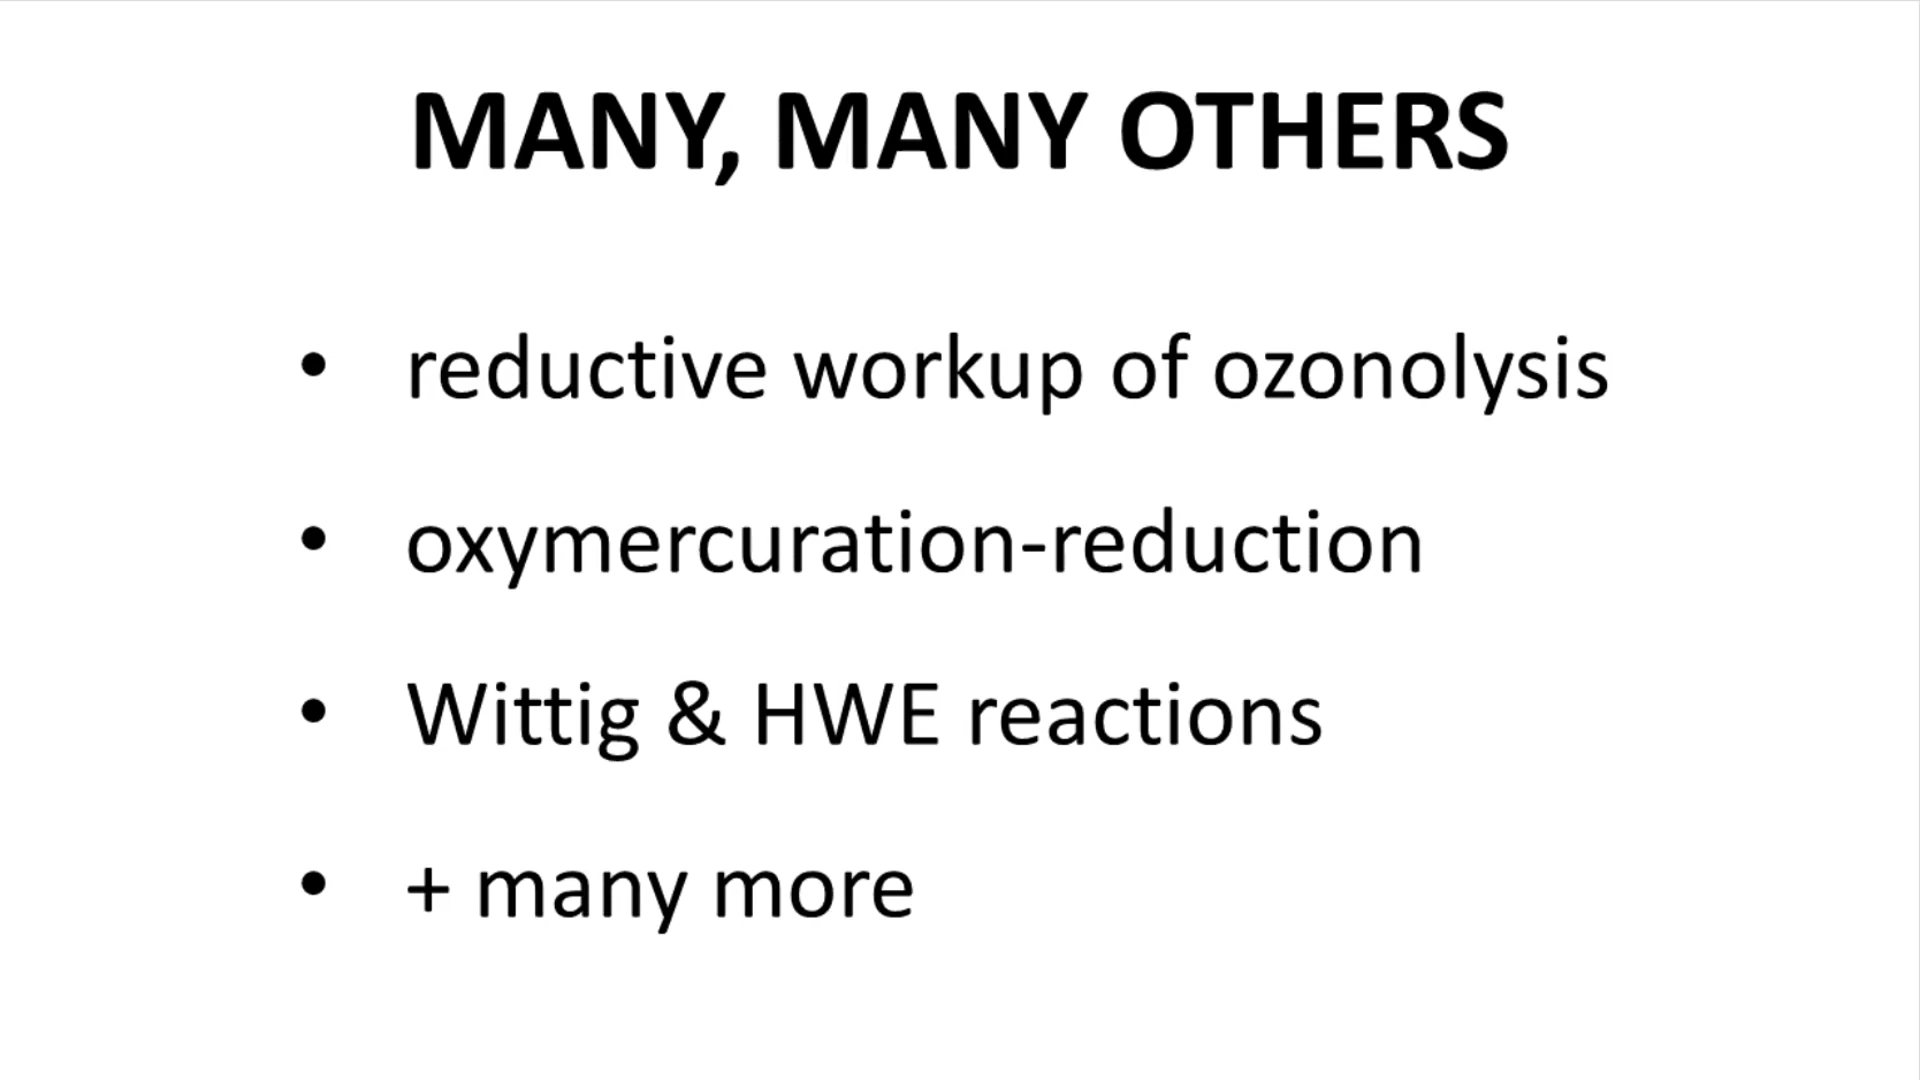 MANY, MANY OTHERS
• reductive workup of ozonolysis
• oxymercuration-reduction
• Wittig & HWE reactions
• + many more